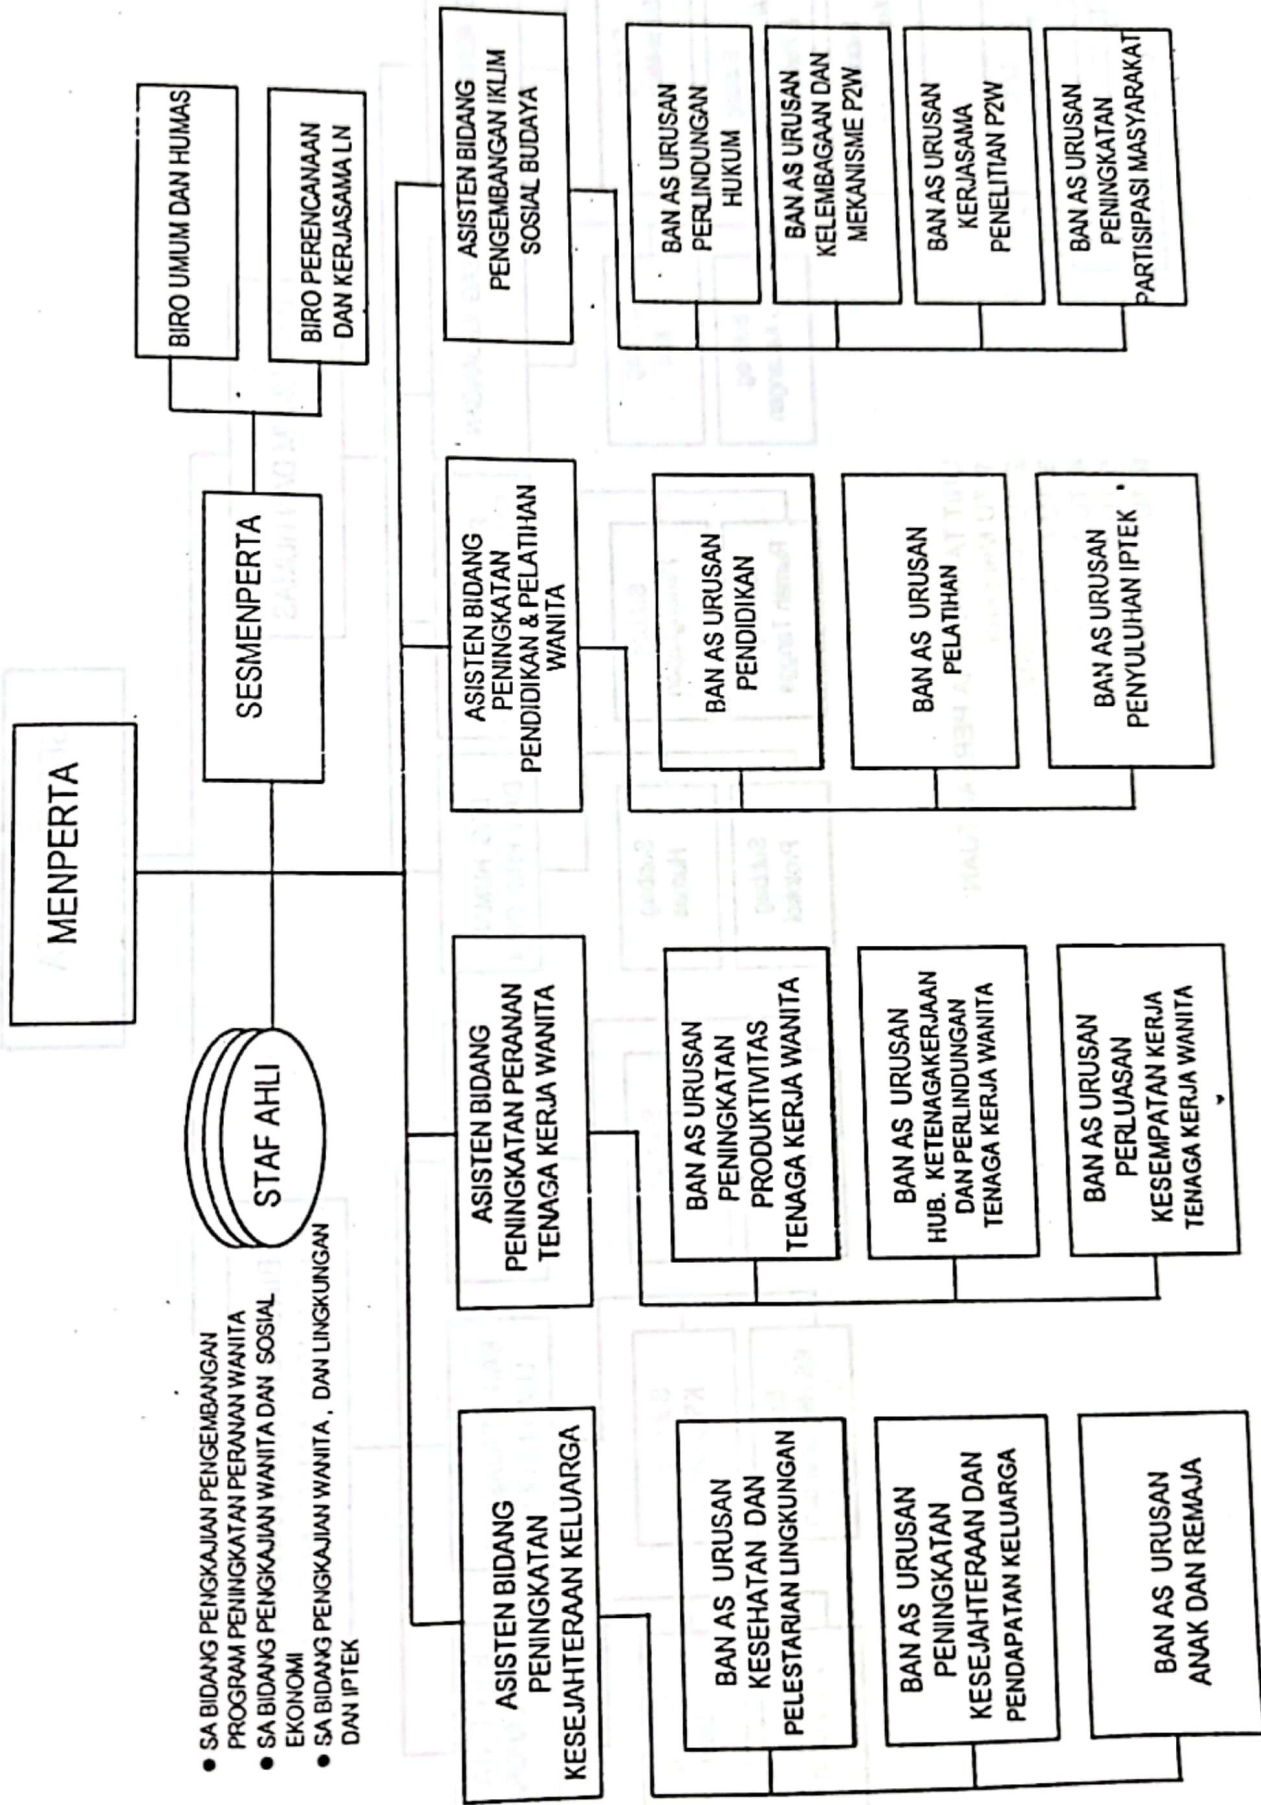 MENPERTA
STAF AHLI
SESMENPERTA
BIRO UMUM DAN HUMAS
BIRO PERENCANAAN
DAN KERJASAMA LN
● SA BIDANG PENGKAJIAN PENGEMBANGAN
PROGRAM PENINGKATAN PERANAN WANITA
● SA BIDANG PENGKAJIAN WANITA DAN SOSIAL
EKONOMI
● SA BIDANG PENGKAJIAN WANITA, DAN LINGKUNGAN
DAN IPTEK
ASISTEN BIDANG
PENINGKATAN
KESEJAHTERAAN KELUARGA
BAN AS URUSAN
KESEHATAN DAN
PELESTARIAN LINGKUNGAN
BAN AS URUSAN
PENINGKATAN
KESEJAHTERAAN DAN
PENDAPATAN KELUARGA
BAN AS URUSAN
ANAK DAN REMAJA
ASISTEN BIDANG
PENINGKATAN PERANAN
TENAGA KERJA WANITA
BAN AS URUSAN
PENINGKATAN
PRODUKTIVITAS
TENAGA KERJA WANITA
BAN AS URUSAN
HUB. KETENAGAKERJAAN
DAN PERLINDUNGAN
TENAGA KERJA WANITA
BAN AS URUSAN
PERLUASAN
KESEMPATAN KERJA
TENAGA KERJA WANITA
ASISTEN BIDANG
PENINGKATAN
PENDIDIKAN & PELATIHAN
WANITA
BAN AS URUSAN
PENDIDIKAN
BAN AS URUSAN
PELATIHAN
BAN AS URUSAN
PENYULUHAN IPTEK
ASISTEN BIDANG
PENGEMBANGAN IKLIM
SOSIAL BUDAYA
BAN AS URUSAN
PERLINDUNGAN
HUKUM
BAN AS URUSAN
KELEMBAGAAN DAN
MEKANISME P2W
BAN AS URUSAN
KERJASAMA
PENELITIAN P2W
BAN AS URUSAN
PENINGKATAN
PARTISIPASI MASYARAKAT